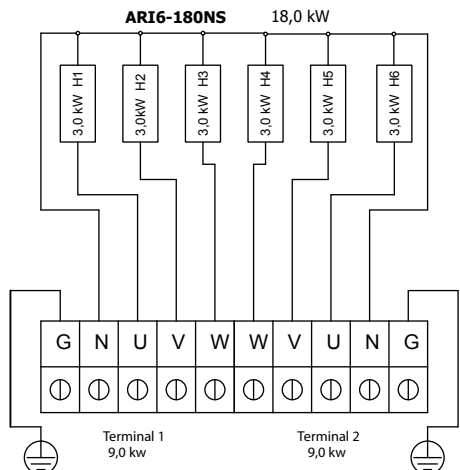 ARI6-180NS 18,0 kW
3,0 kW H1
3,0kW H2
3,0 kW H3
3,0 kW H4
3,0 kW H5
3,0 kW H6
G N U V W W V U N G
Terminal 1
9,0 kw
Terminal 2
9,0 kw